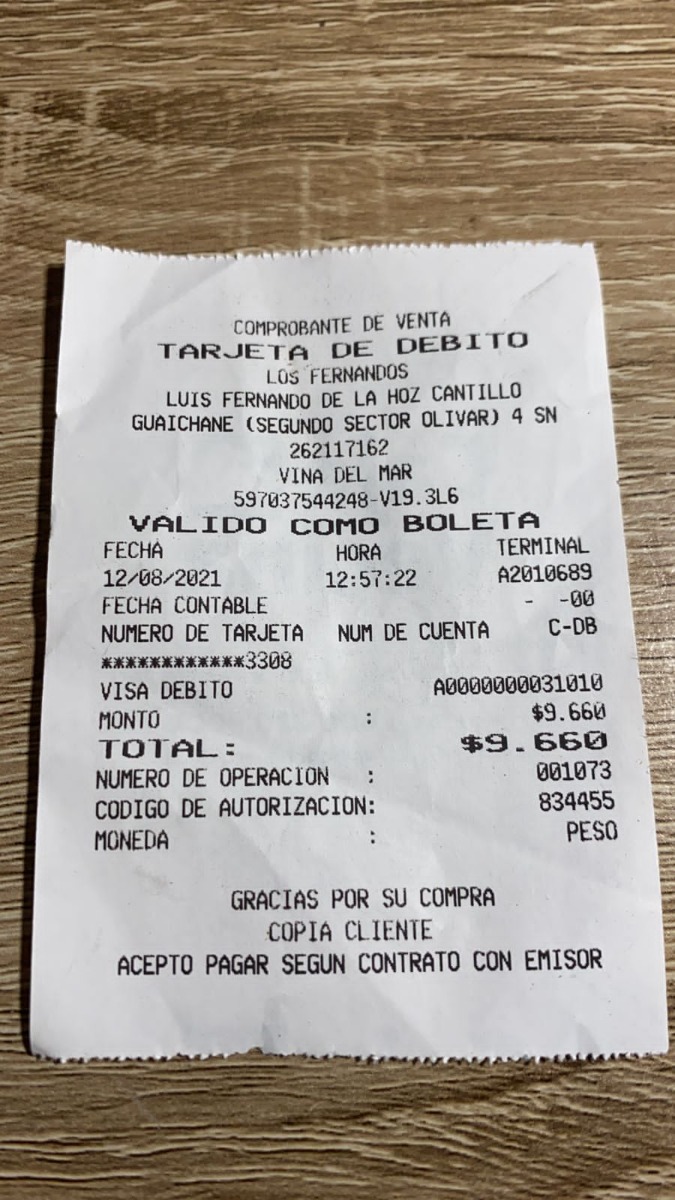 COMPROBANTE DE VENTA
TARJETA DE DEBITO
LOS FERNANDOS
LUIS FERNANDO DE LA HOZ CANTILLO
GUAICHANE (SEGUNDO SECTOR OLIVAR) 4 SN
262117162
VINA DEL MAR
597037544248-V19.3L6
VALIDO COMO BOLETA
FECHA HORA TERMINAL
12/08/2021 12:57:22 A2010689
FECHA CONTABLE - -00
NUMERO DE TARJETA NUM DE CUENTA C-DB
************3308
VISA DEBITO A0000000031010
MONTO : $9.660
TOTAL: $9.660
NUMERO DE OPERACION : 001073
CODIGO DE AUTORIZACION: 834455
MONEDA : PESO
GRACIAS POR SU COMPRA
COPIA CLIENTE
ACEPTO PAGAR SEGUN CONTRATO CON EMISOR